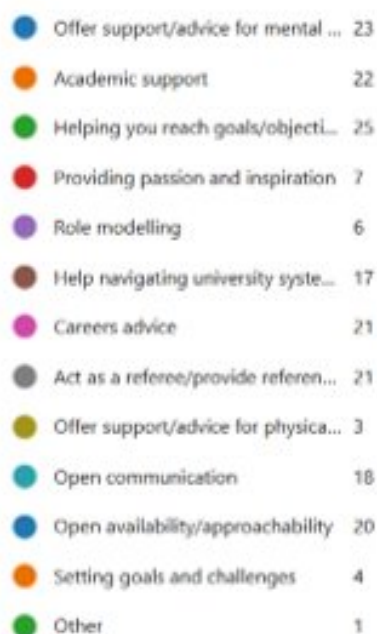 Offer support/advice for mental ... 23
Academic support 22
Helping you reach goals/objecti... 25
Providing passion and inspiration 7
Role modelling 6
Help navigating university syste... 17
Careers advice 21
Act as a referee/provide referen... 21
Offer support/advice for physica... 3
Open communication 18
Open availability/approachability 20
Setting goals and challenges 4
Other 1